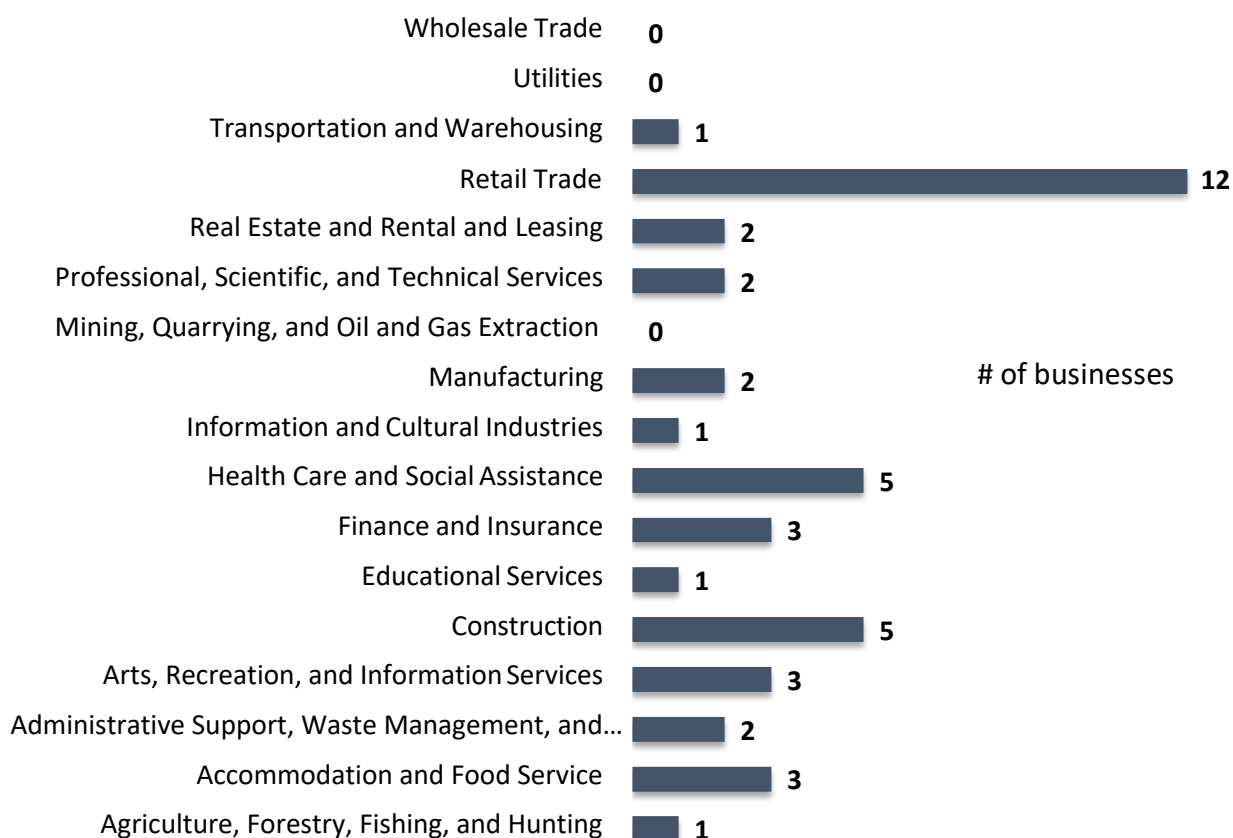 Wholesale Trade 0
Utilities 0
Transportation and Warehousing 1
Retail Trade 12
Real Estate and Rental and Leasing 2
Professional, Scientific, and Technical Services 2
Mining, Quarrying, and Oil and Gas Extraction 0
Manufacturing 2
# of businesses
Information and Cultural Industries 1
Health Care and Social Assistance 5
Finance and Insurance 3
Educational Services 1
Construction 5
Arts, Recreation, and Information Services 3
Administrative Support, Waste Management, and... 2
Accommodation and Food Service 3
Agriculture, Forestry, Fishing, and Hunting 1